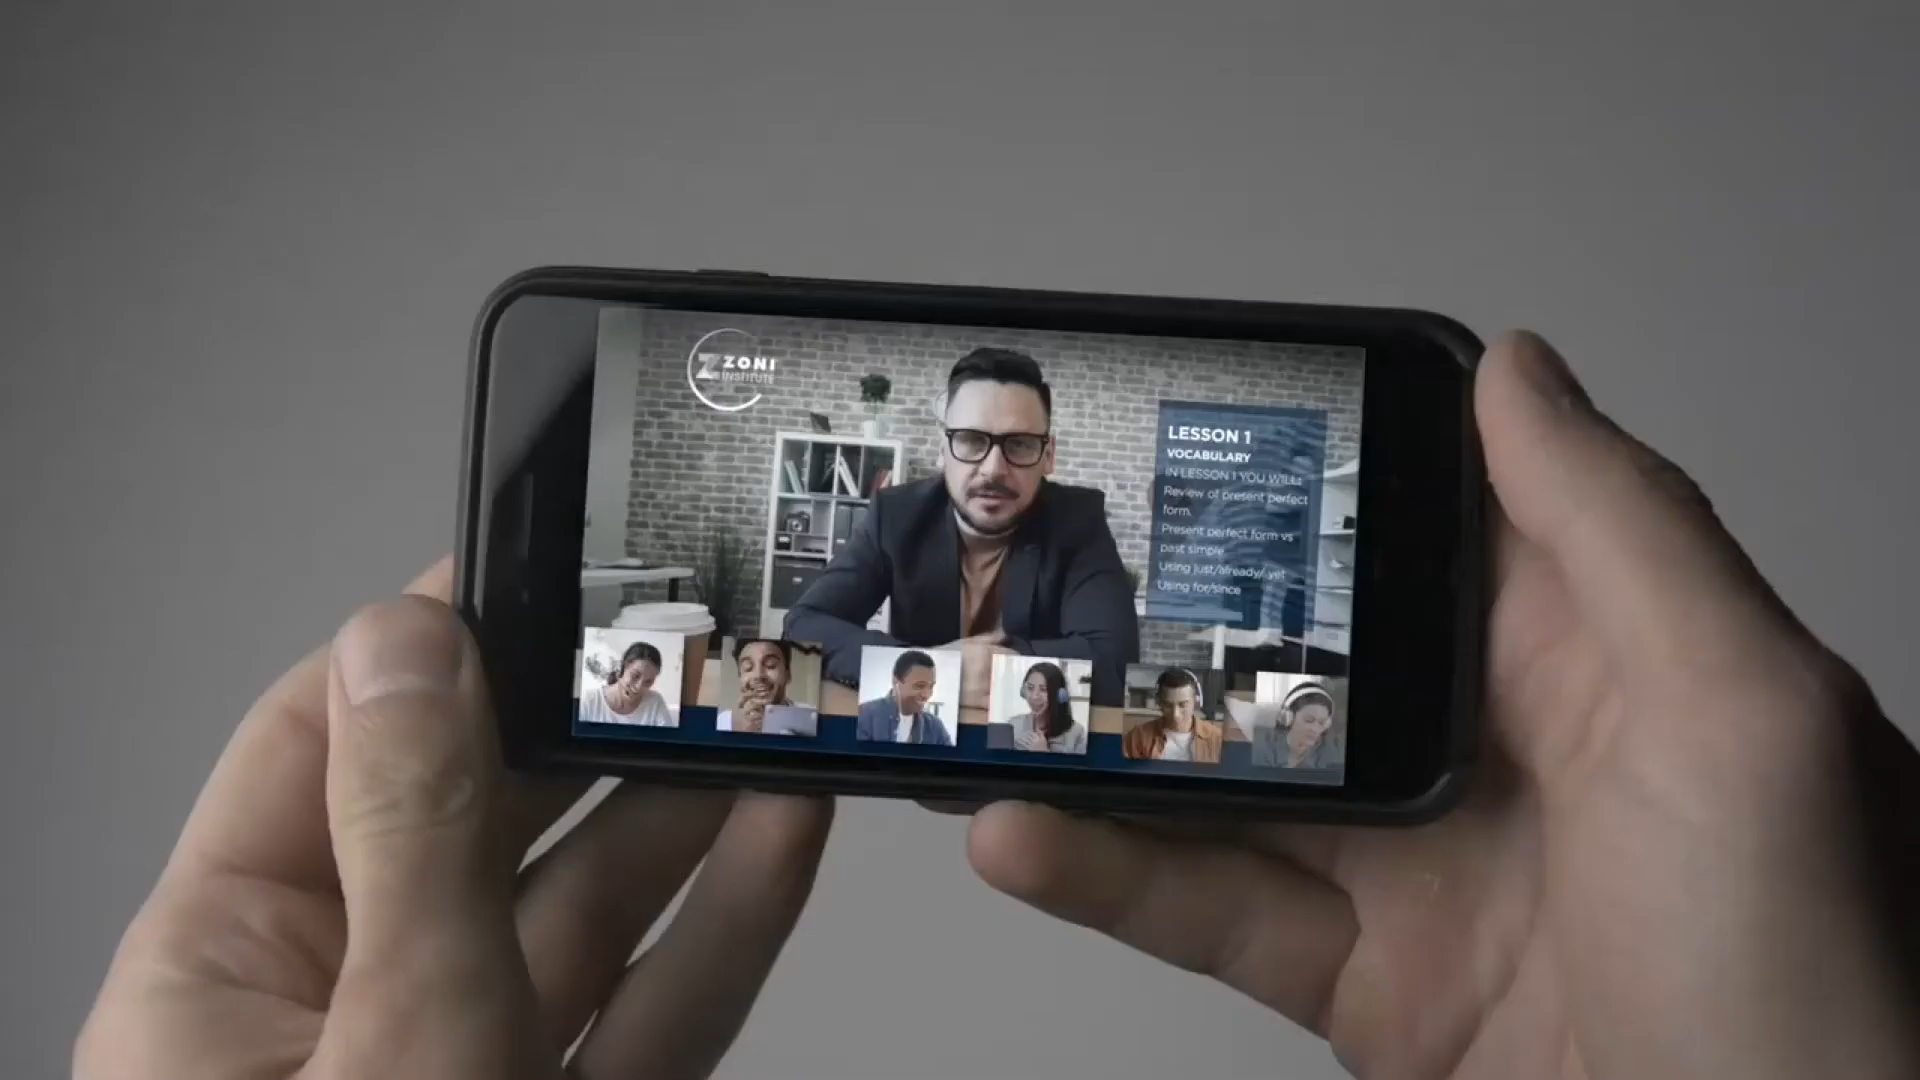 ZONI
INSTITUTE
LESSON 1
VOCABULARY
IN LESSON 1 YOU WILL:
Review of present perfect
form.
Present perfect form vs
past simple
Using just/already/ yet
Using for/since